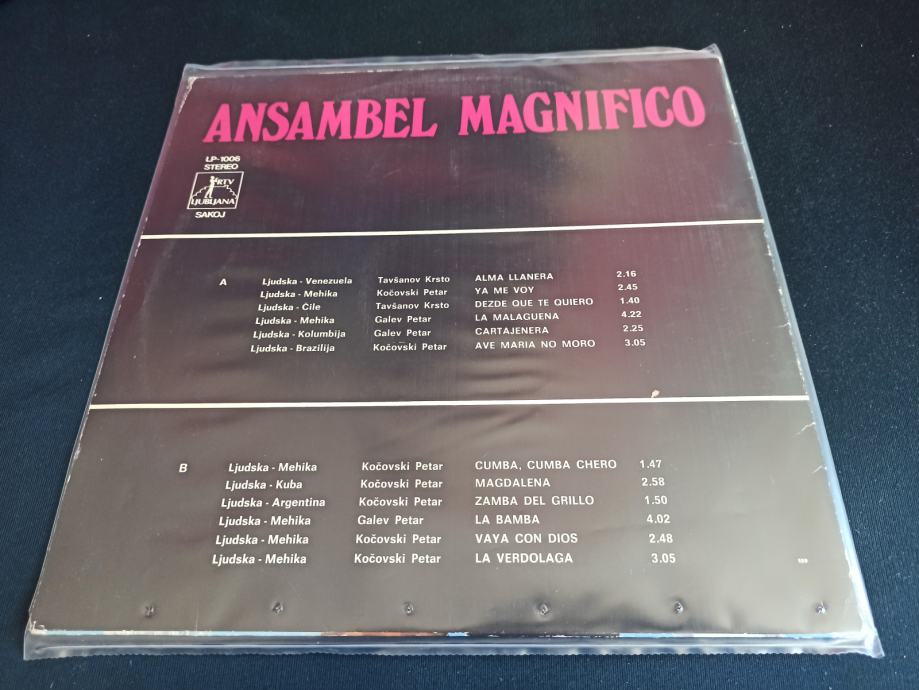 ANSAMBEL MAGNIFICO
LP-1006
STEREO
RTV
LJUBLJANA
SAKOJ
A Ljudska - Venezuela Tavšanov Krsto ALMA LLANERA 2.16
Ljudska - Mehika Kočovski Petar YA ME VOY 2.45
Ljudska - Čile Tavšanov Krsto DEZDE QUE TE QUIERO 1.40
Ljudska - Mehika Galev Petar LA MALAGUENA 4.22
Ljudska - Kolumbija Galev Petar CARTAJENERA 2.25
Ljudska - Brazilija Kočovski Petar AVE MARIA NO MORO 3.05
B Ljudska - Mehika Kočovski Petar CUMBA, CUMBA CHERO 1.47
Ljudska - Kuba Kočovski Petar MAGDALENA 2.58
Ljudska - Argentina Kočovski Petar ZAMBA DEL GRILLO 1.50
Ljudska - Mehika Galev Petar LA BAMBA 4.02
Ljudska - Mehika Kočovski Petar VAYA CON DIOS 2.48
Ljudska - Mehika Kočovski Petar LA VERDOLAGA 3.05